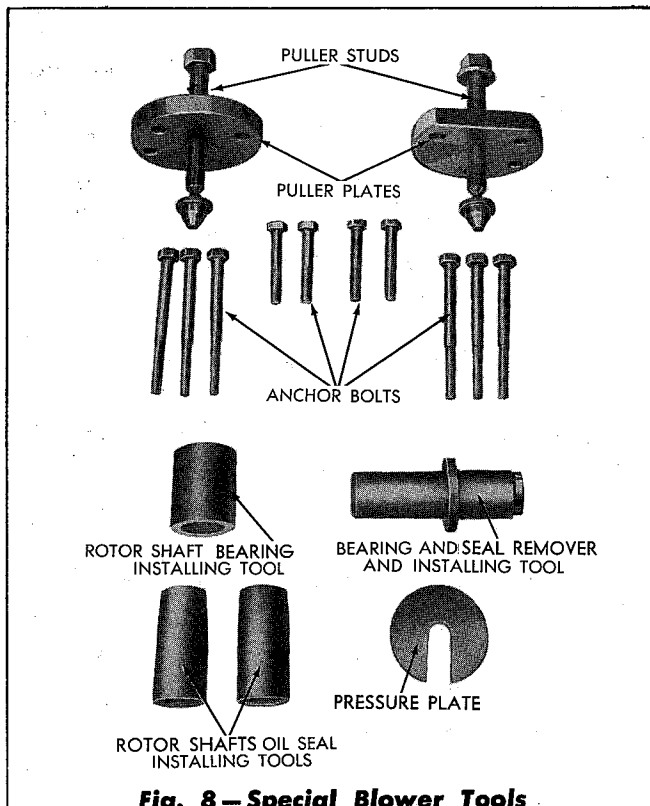 PULLER STUDS
PULLER PLATES
ANCHOR BOLTS
ROTOR SHAFT BEARING
INSTALLING TOOL
BEARING AND SEAL REMOVER
AND INSTALLING TOOL
PRESSURE PLATE
ROTOR SHAFTS OIL SEAL
INSTALLING TOOLS
Fig. 8—Special Blower Tools